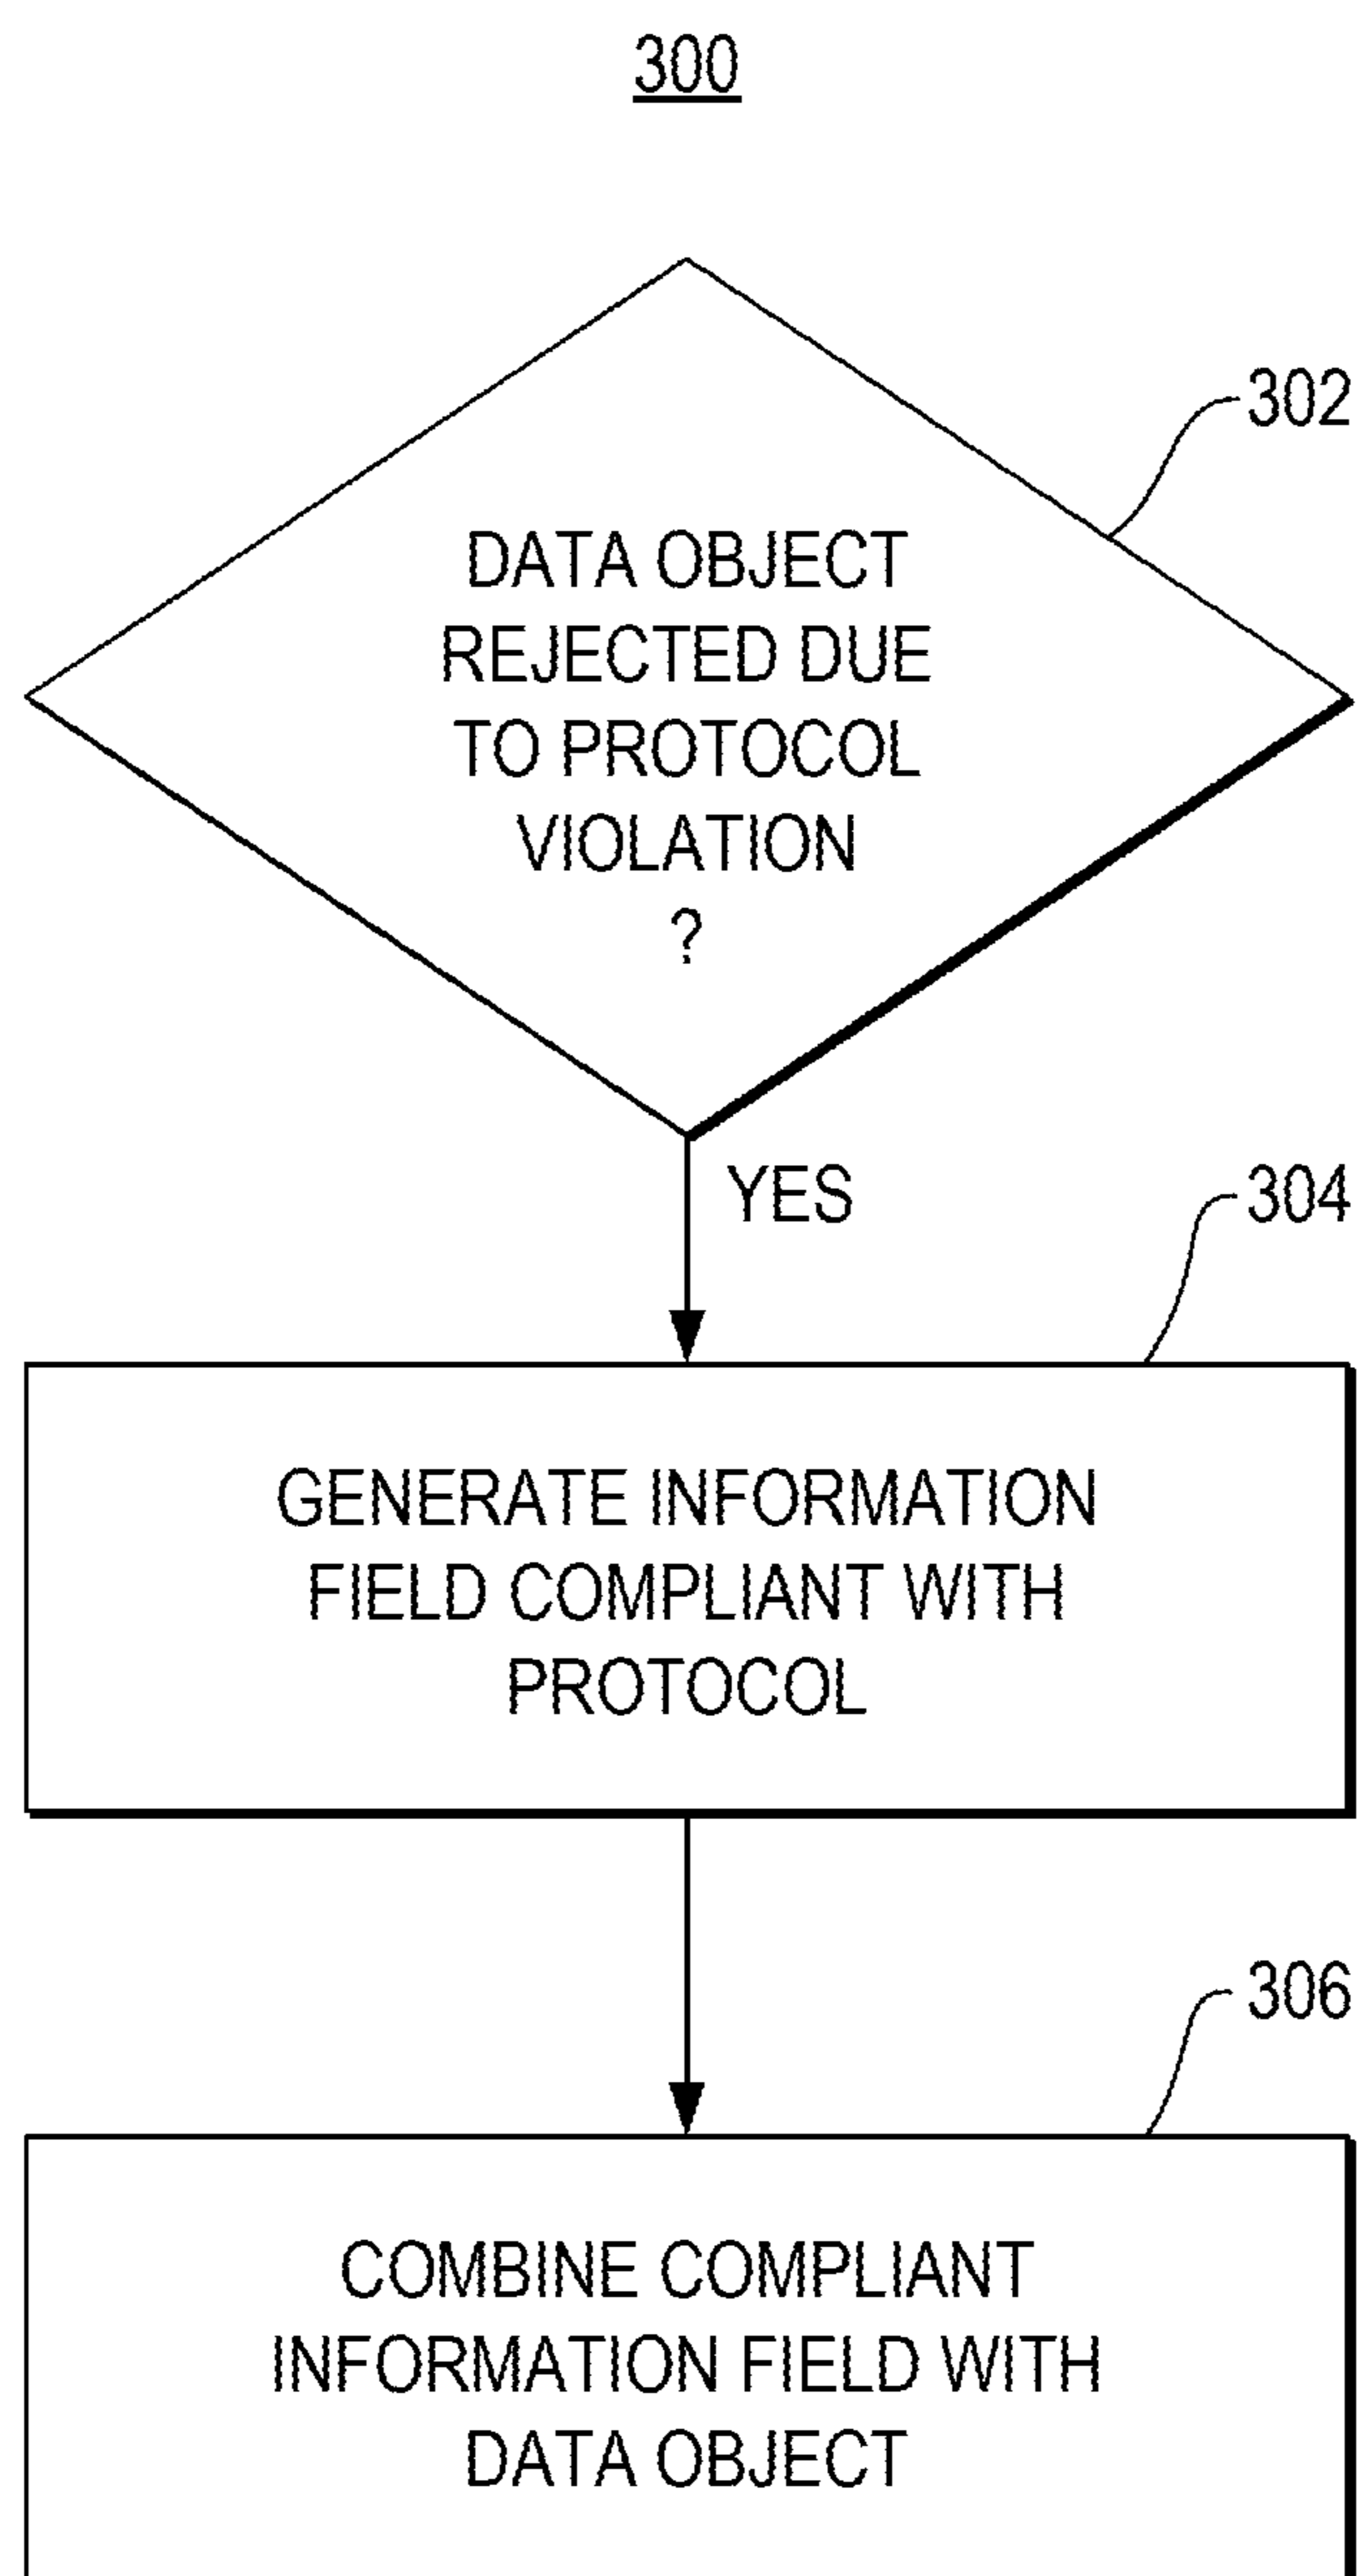 300
302
DATA OBJECT
REJECTED DUE
TO PROTOCOL
VIOLATION
?
YES
304
GENERATE INFORMATION
FIELD COMPLIANT WITH
PROTOCOL
306
COMBINE COMPLIANT
INFORMATION FIELD WITH
DATA OBJECT